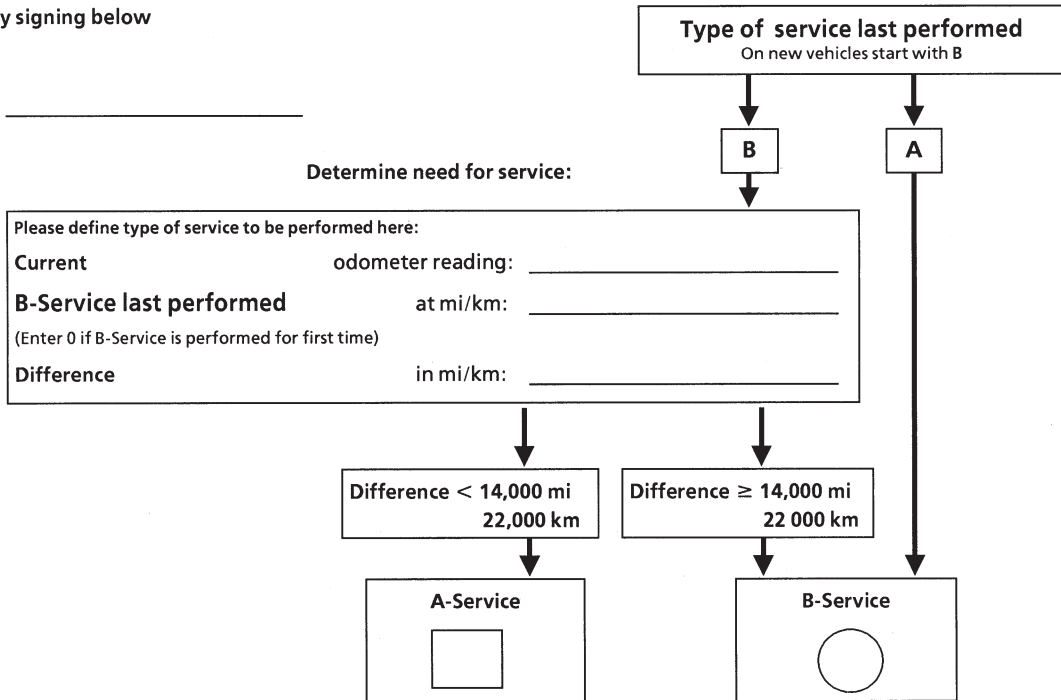 y signing below
Type of service last performed
On new vehicles start with B
B
A
Determine need for service:
Please define type of service to be performed here:
Current odometer reading:
B-Service last performed at mi/km:
(Enter 0 if B-Service is performed for first time)
Difference in mi/km:
Difference < 14,000 mi
22,000 km
Difference ≥ 14,000 mi
22 000 km
A-Service
B-Service